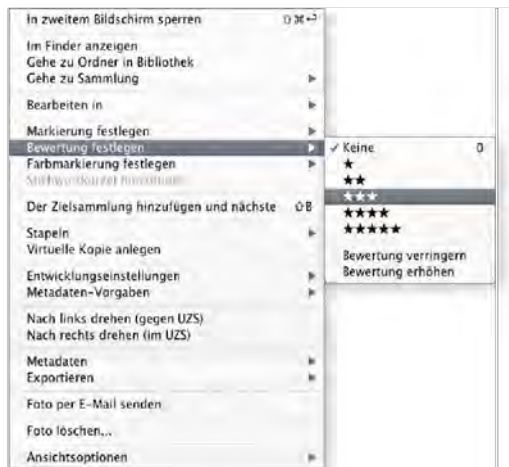 In zweitem Bildschirm sperren ⇧⌘↩
Im Finder anzeigen
Gehe zu Ordner in Bibliothek
Gehe zu Sammlung
Bearbeiten in
Markierung festlegen
Bewertung festlegen
Farbmarkierung festlegen
Stichwortkürzel hinzufügen
Der Zielsammlung hinzufügen und nächste ⇧B
Stapeln
Virtuelle Kopie anlegen
Entwicklungseinstellungen
Metadaten-Vorgaben
Nach links drehen (gegen UZS)
Nach rechts drehen (im UZS)
Metadaten
Exportieren
Foto per E-Mail senden
Foto löschen...
Ansichtsoptionen
✓ Keine 0
★
★★
★★★
★★★★
★★★★★
Bewertung verringern
Bewertung erhöhen